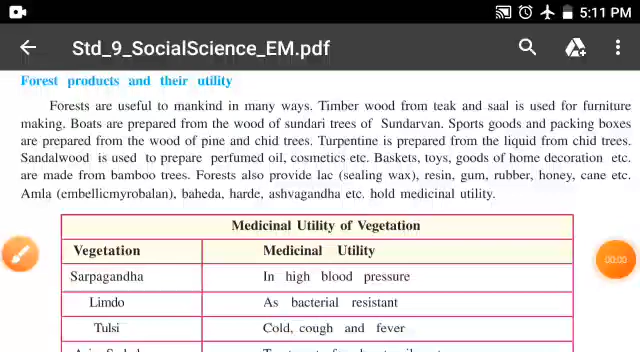 5:11 PM
Std_9_SocialScience_EM.pdf
Forest products and their utility
Forests are useful to mankind in many ways. Timber wood from teak and saal is used for furniture
making. Boats are prepared from the wood of sundari trees of Sundarvan. Sports goods and packing boxes
are prepared from the wood of pine and chid trees. Turpentine is prepared from the liquid from chid trees.
Sandalwood is used to prepare perfumed oil, cosmetics etc. Baskets, toys, goods of home decoration etc.
are made from bamboo trees. Forests also provide lac (sealing wax), resin, gum, rubber, honey, cane etc.
Amla (embellicmyrobalan), baheda, harde, ashvagandha etc. hold medicinal utility.
Medicinal Utility of Vegetation
Vegetation Medicinal Utility
Sarpagandha In high blood pressure
Limdo As bacterial resistant
Tulsi Cold, cough and fever
00:00